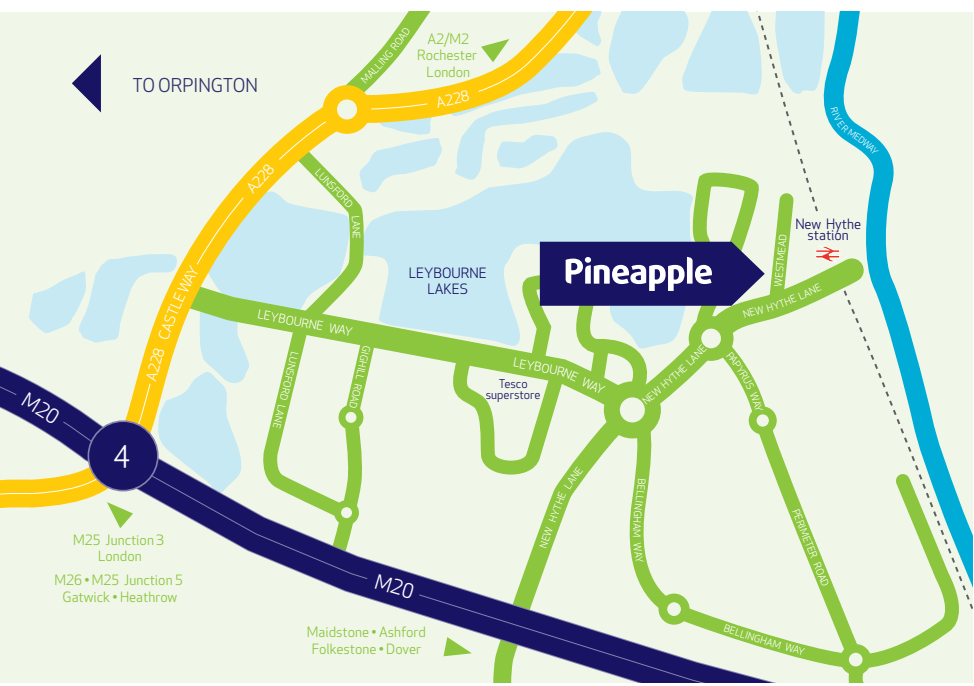 TO ORPINGTON
MALLING ROAD
A2/M2
Rochester
London
A228
A228
RIVER MEDWAY
LUNSFORD LANE
New Hythe
station
WESTMEAD
Pineapple
LEYBOURNE
LAKES
A228 CASTLEWAY
NEW HYTHE LANE
LEYBOURNE WAY
LEYBOURNE WAY
NEW HYTHE LANE
PAPYRUS WAY
LUNSFORD LANE
GIGHILL ROAD
Tesco
superstore
M20
4
NEW HYTHE LANE
BELLINGHAM WAY
PERIMETER ROAD
M25 Junction 3
London
M26 • M25 Junction 5
Gatwick • Heathrow
M20
Maidstone • Ashford
Folkestone • Dover
BELLINGHAM WAY